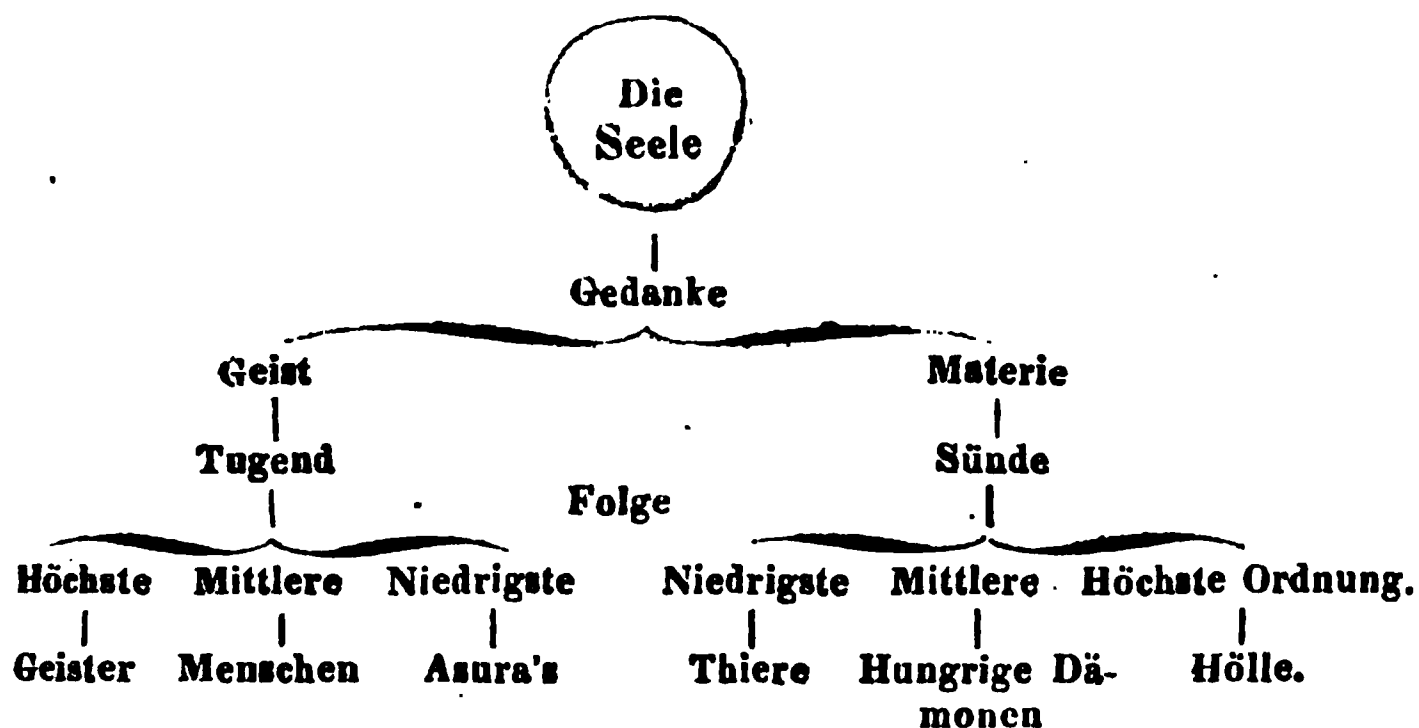 Die
Seele
Gedanke
Geist Materie
Tugend Sünde
Folge
Höchste Mittlere Niedrigste Niedrigste Mittlere Höchste Ordnung.
Geister Menschen Asura's Thiere Hungrige Dä- Hölle.
monen